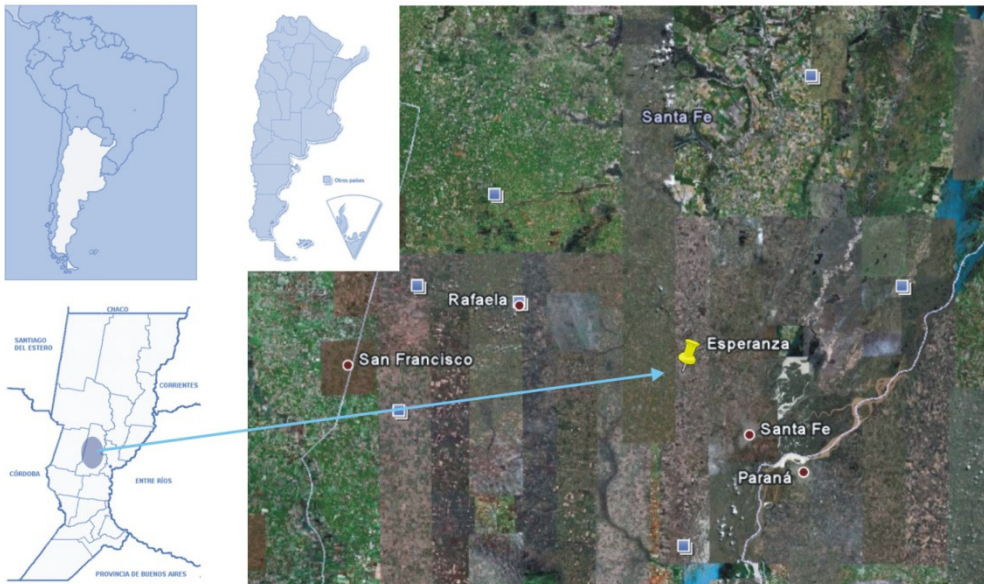 Otros países
Santa Fe
Rafaela
San Francisco
Esperanza
Santa Fe
Paraná
CHACO
SANTIAGO
DEL ESTERO
CORRIENTES
CÓRDOBA
ENTRE RÍOS
PROVINCIA DE BUENOS AIRES